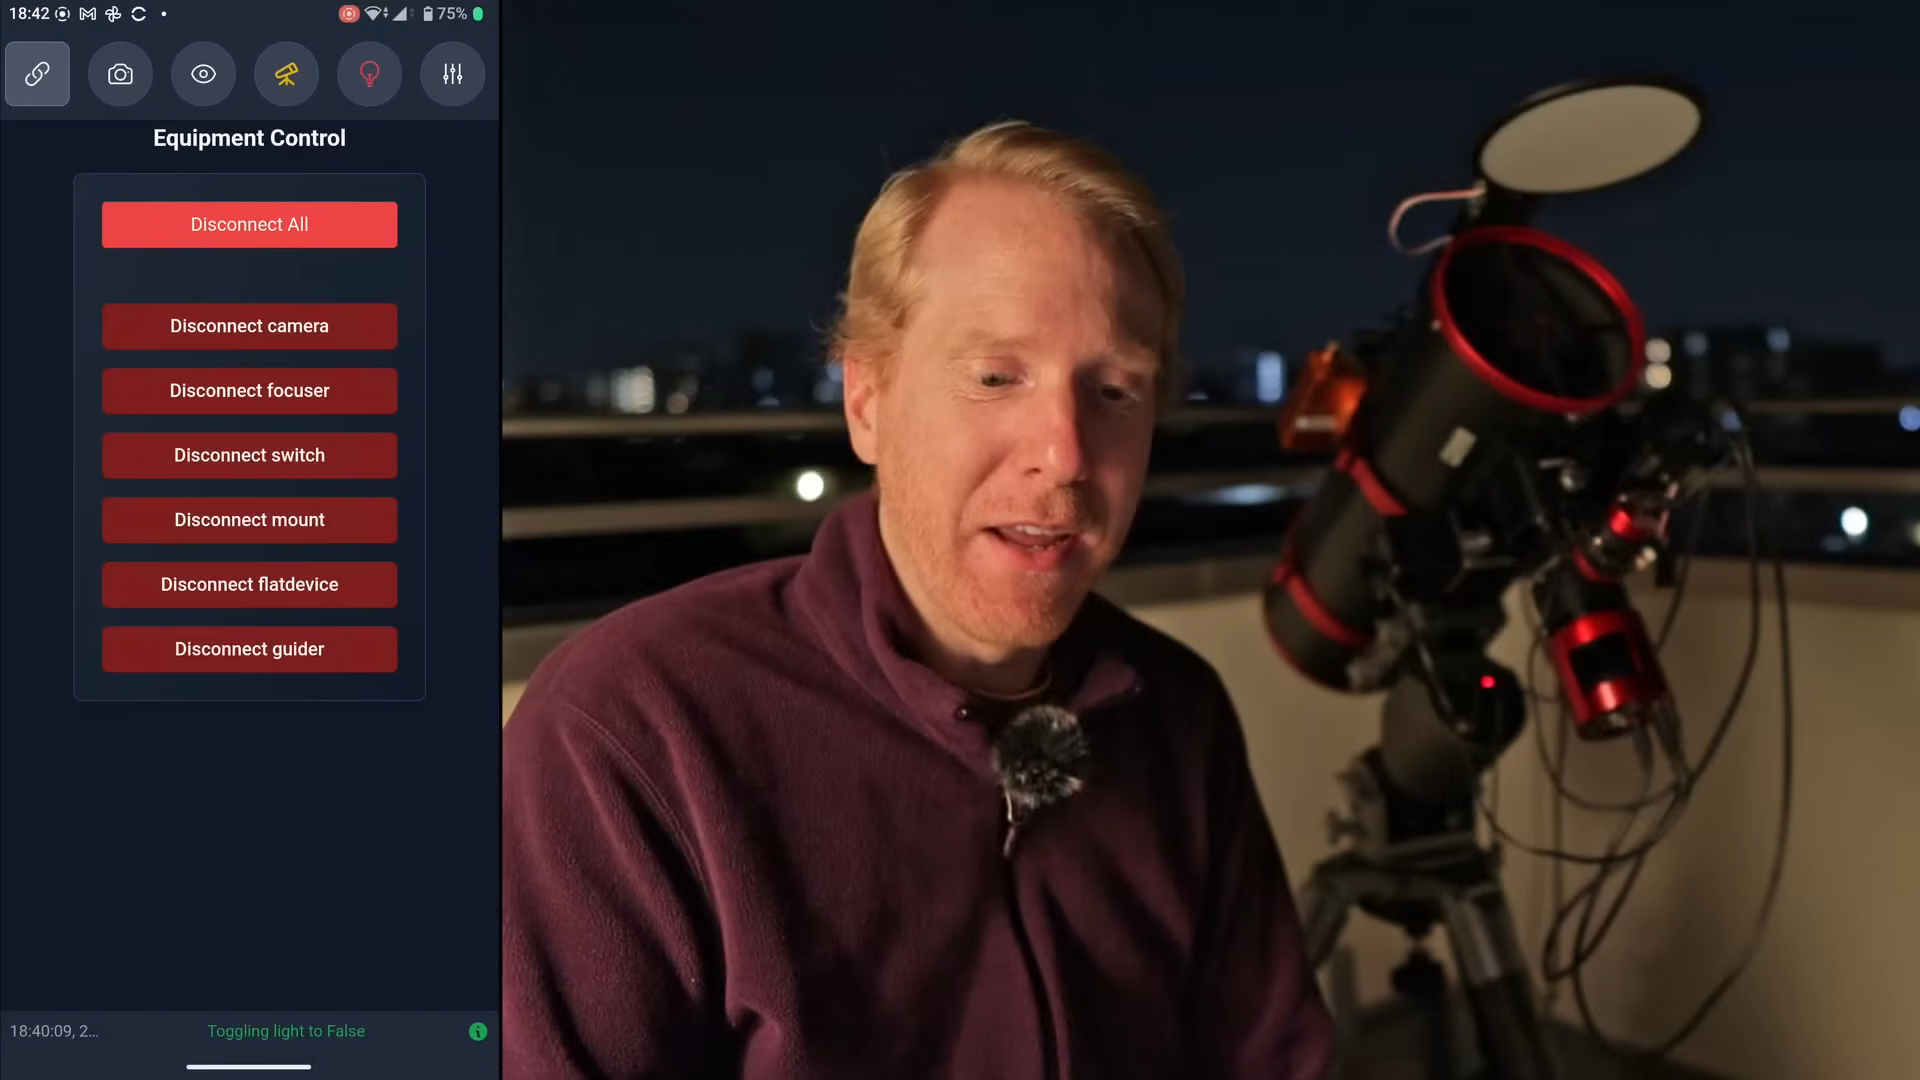 18:42
75%
Equipment Control
Disconnect All
Disconnect camera
Disconnect focuser
Disconnect switch
Disconnect mount
Disconnect flatdevice
Disconnect guider
18:40:09, 2...
Toggling light to False